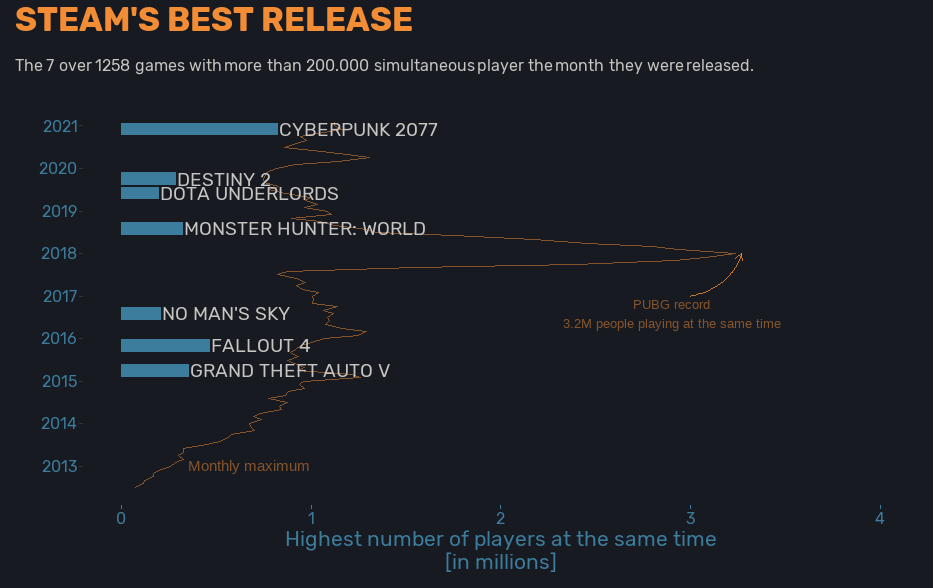 STEAM'S BEST RELEASE
The 7 over 1258 games with more than 200.000 simultaneous player the month they were released.
2021
CYBERPUNK 2077
2020
DESTINY 2
DOTA UNDERLORDS
2019
MONSTER HUNTER: WORLD
2018
2017
PUBG record
3.2M people playing at the same time
NO MAN'S SKY
2016
FALLOUT 4
GRAND THEFT AUTO V
2015
2014
2013
Monthly maximum
0 1 2 3 4
Highest number of players at the same time
[in millions]